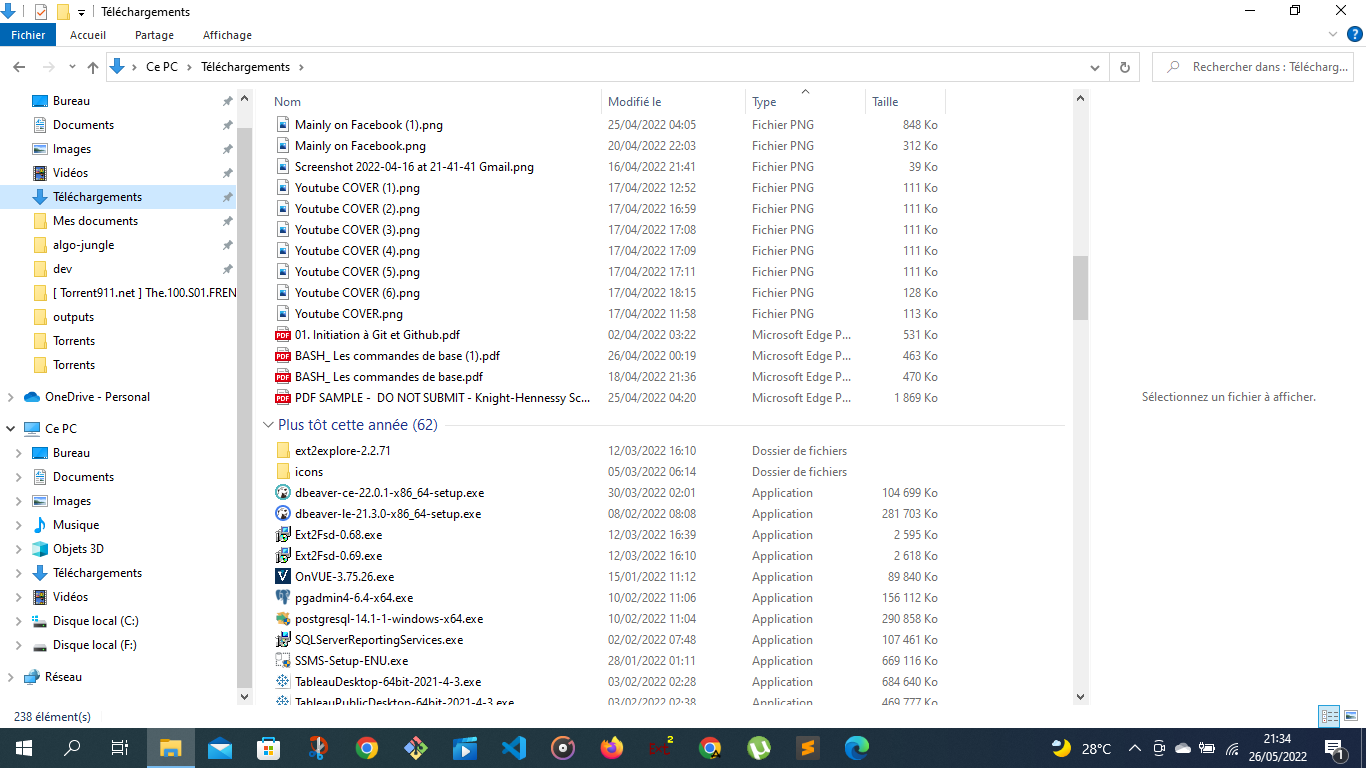 Téléchargements
Fichier Accueil Partage Affichage
Ce PC Téléchargements Rechercher dans : Télécharg...
Bureau
Documents
Images
Vidéos
Téléchargements
Mes documents
algo-jungle
dev
[ Torrent911.net ] The.100.S01.FREN
outputs
Torrents
Torrents
OneDrive - Personal
Ce PC
Bureau
Documents
Images
Musique
Objets 3D
Téléchargements
Vidéos
Disque local (C:)
Disque local (F:)
Réseau
Nom Modifié le Type Taille
Mainly on Facebook (1).png 25/04/2022 04:05 Fichier PNG 848 Ko
Mainly on Facebook.png 20/04/2022 22:03 Fichier PNG 312 Ko
Screenshot 2022-04-16 at 21-41-41 Gmail.png 16/04/2022 21:41 Fichier PNG 39 Ko
Youtube COVER (1).png 17/04/2022 12:52 Fichier PNG 111 Ko
Youtube COVER (2).png 17/04/2022 16:59 Fichier PNG 111 Ko
Youtube COVER (3).png 17/04/2022 17:08 Fichier PNG 111 Ko
Youtube COVER (4).png 17/04/2022 17:09 Fichier PNG 111 Ko
Youtube COVER (5).png 17/04/2022 17:11 Fichier PNG 111 Ko
Youtube COVER (6).png 17/04/2022 18:15 Fichier PNG 128 Ko
Youtube COVER.png 17/04/2022 11:58 Fichier PNG 113 Ko
PDF 01. Initiation à Git et Github.pdf 02/04/2022 03:22 Microsoft Edge P... 531 Ko
PDF BASH_ Les commandes de base (1).pdf 26/04/2022 00:19 Microsoft Edge P... 463 Ko
PDF BASH_ Les commandes de base.pdf 18/04/2022 21:36 Microsoft Edge P... 470 Ko
PDF PDF SAMPLE - DO NOT SUBMIT - Knight-Hennessy Sc... 25/04/2022 04:20 Microsoft Edge P... 1 869 Ko
Plus tôt cette année (62)
ext2explore-2.2.71 12/03/2022 16:10 Dossier de fichiers
icons 05/03/2022 06:14 Dossier de fichiers
dbeaver-ce-22.0.1-x86_64-setup.exe 30/03/2022 02:01 Application 104 699 Ko
dbeaver-le-21.3.0-x86_64-setup.exe 08/02/2022 08:08 Application 281 703 Ko
Ext2Fsd-0.68.exe 12/03/2022 16:39 Application 2 595 Ko
Ext2Fsd-0.69.exe 12/03/2022 16:10 Application 2 618 Ko
OnVUE-3.75.26.exe 15/01/2022 11:12 Application 89 840 Ko
pgadmin4-6.4-x64.exe 10/02/2022 11:06 Application 156 112 Ko
postgresql-14.1-1-windows-x64.exe 10/02/2022 11:04 Application 290 858 Ko
SQLServerReportingServices.exe 02/02/2022 07:48 Application 107 461 Ko
SSMS-Setup-ENU.exe 28/01/2022 01:11 Application 669 116 Ko
TableauDesktop-64bit-2021-4-3.exe 03/02/2022 02:28 Application 684 640 Ko
TableauPublicDesktop-64bit-2021-4-3.exe 03/02/2022 02:38 Application 469 777 Ko
Sélectionnez un fichier à afficher.
238 élément(s)
28°C
21:34
26/05/2022
1